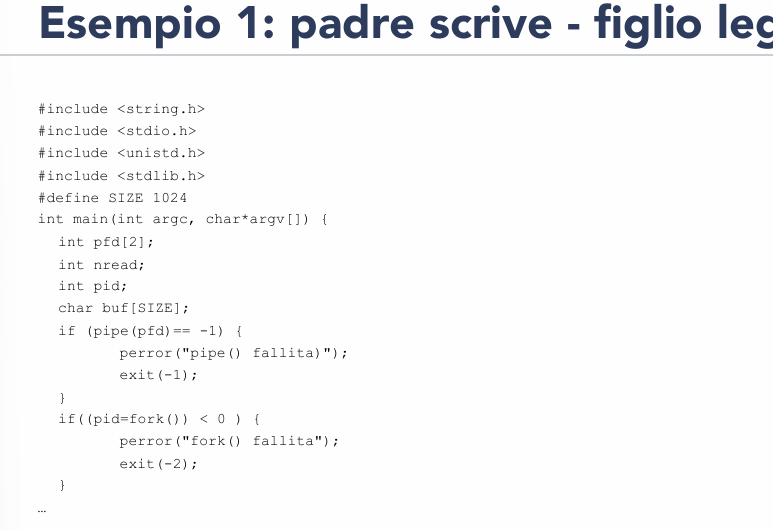 Esempio 1: padre scrive - figlio leg
#include <string.h>
#include <stdio.h>
#include <unistd.h>
#include <stdlib.h>
#define SIZE 1024
int main(int argc, char*argv[]) {
int pfd[2];
int nread;
int pid;
char buf[SIZE];
if (pipe(pfd)== -1) {
perror("pipe() fallita)");
exit(-1);
}
if((pid=fork()) < 0 ) {
perror("fork() fallita");
exit(-2);
}
…